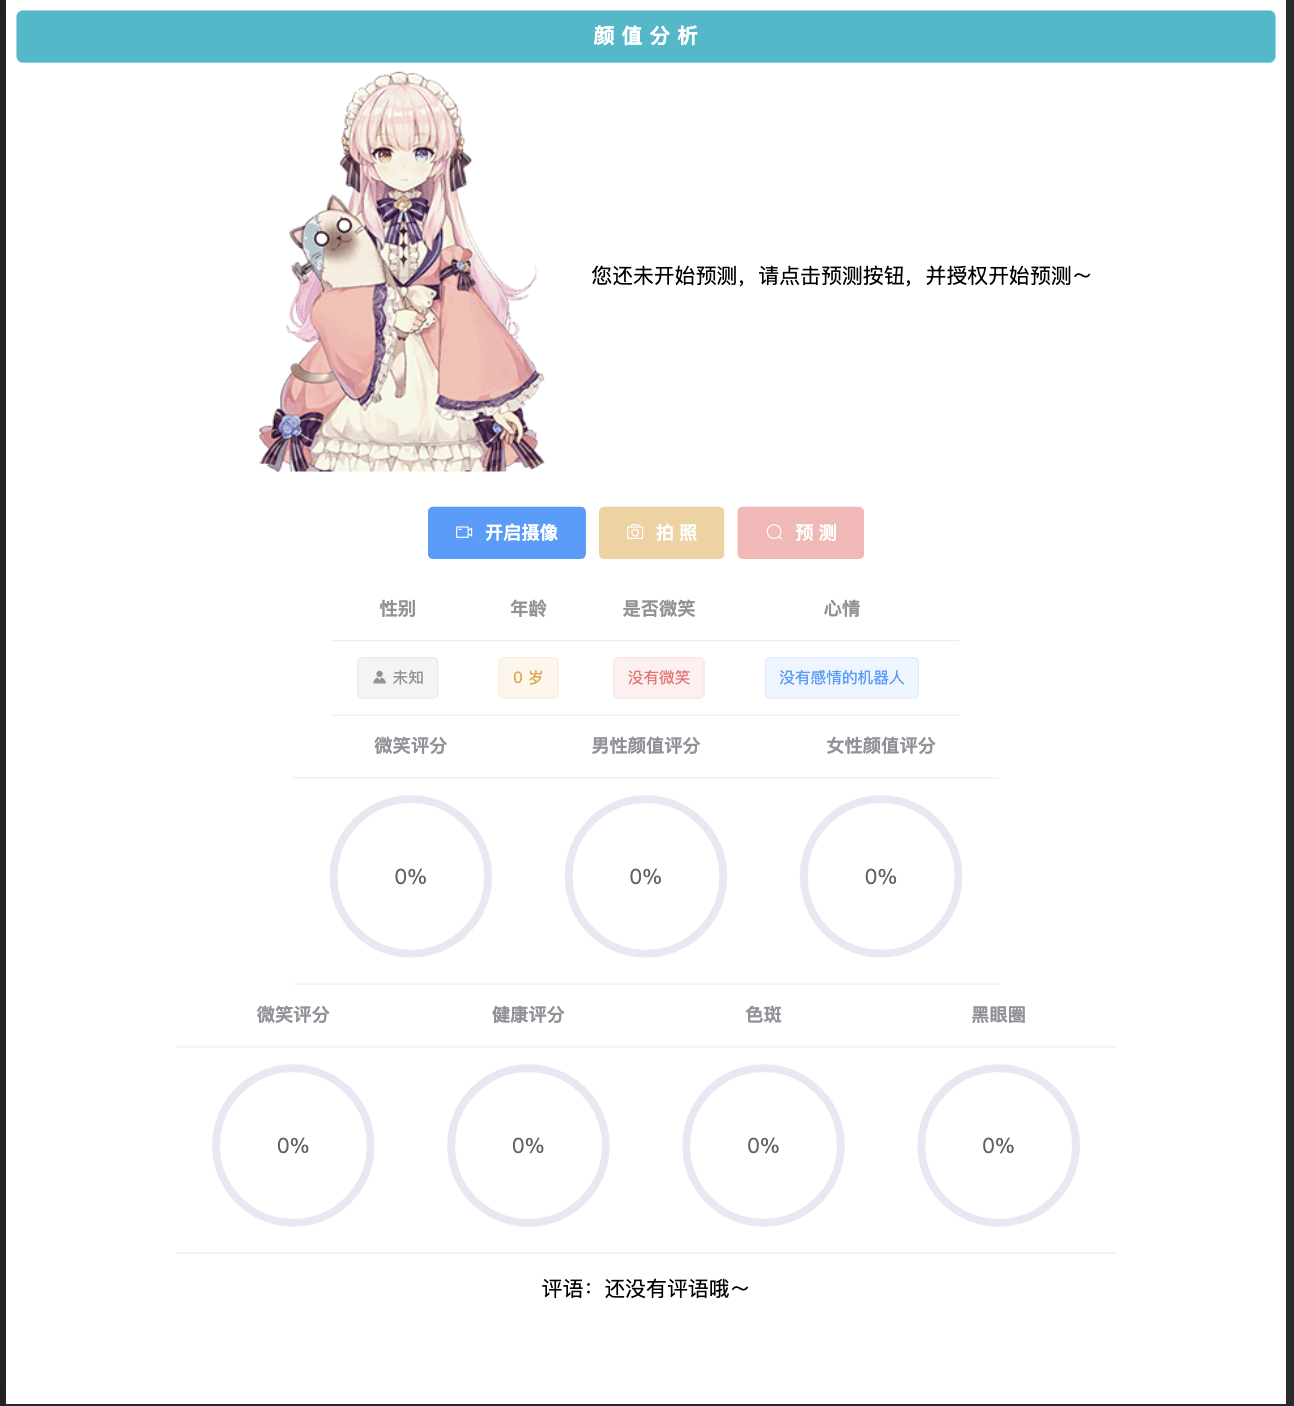 颜值分析
您还未开始预测，请点击预测按钮，并授权开始预测～
开启摄像 拍照 预测
性别 年龄 是否微笑 心情
未知 0 岁 没有微笑 没有感情的机器人
微笑评分 男性颜值评分 女性颜值评分
0% 0% 0%
微笑评分 健康评分 色斑 黑眼圈
0% 0% 0% 0%
评语：还没有评语哦～